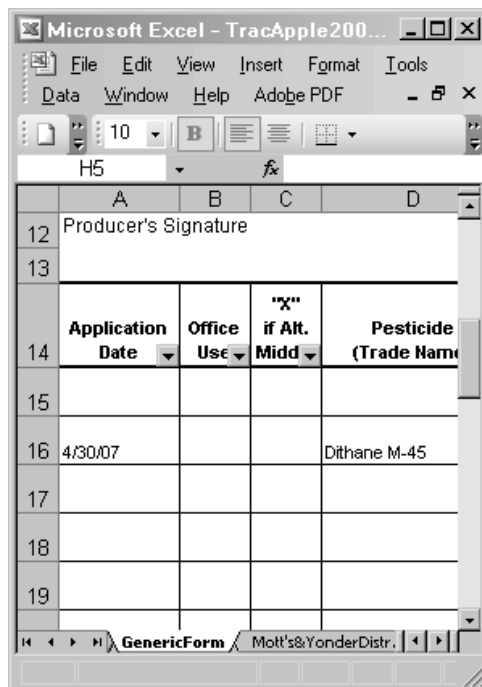 Microsoft Excel - TracApple200...
File Edit View Insert Format Tools
Data Window Help Adobe PDF
10 B
H5 fx
A B C D
12 Producer's Signature
13
"X"
Application Office if Alt. Pesticide
14 Date Use Midd (Trade Name
15
16 4/30/07 Dithane M-45
17
18
19
GenericForm Mott's&YonderDistr.